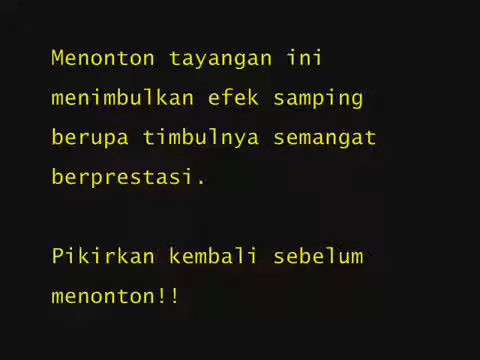 Menonton tayangan ini
menimbulkan efek samping
berupa timbulnya semangat
berprestasi.
Pikirkan kembali sebelum
menonton!!